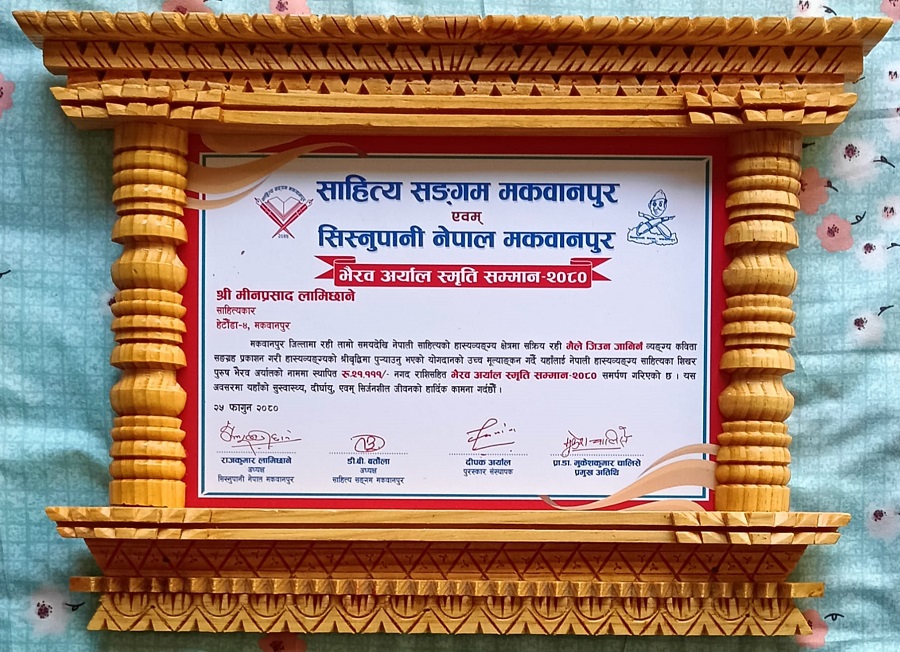 साहित्य सङ्गम मकवानपुर
एवम्
सिस्नुपानी नेपाल मकवानपुर
भैरव अर्याल स्मृति सम्मान-२०८०
श्री मीनप्रसाद लामिछाने
साहित्यकार
हेटौंडा-४, मकवानपुर
मकवानपुर जिल्लामा रही लामो समयदेखि नेपाली साहित्यको हास्यव्यङ्ग्य क्षेत्रमा सक्रिय रही मैले जिउन जानिनँ व्यङ्ग्य कविता
सङ्ग्रह प्रकाशन गरी हास्यव्यङ्ग्यको श्रीवृद्धिमा पुऱ्याउनु भएको योगदानको उच्च मूल्याङ्कन गर्दै यहाँलाई नेपाली हास्यव्यङ्ग्य साहित्यका शिखर
पुरुष भैरव अर्यालको नाममा स्थापित रु.२१,१११/- नगद राशिसहित भैरव अर्याल स्मृति सम्मान-२०८० समर्पण गरिएको छ । यस
अवसरमा यहाँको सुस्वास्थ्य, दीर्घायु, एवम् सिर्जनशील जीवनको हार्दिक कामना गर्दछौँ ।
२५ फागुन २०८०
राजकुमार लामिछाने डी.बी. बतौला दीपक अर्याल प्रा.डा. मुकेशकुमार चालिसे
अध्यक्ष अध्यक्ष पुरस्कार संस्थापक प्रमुख अतिथि
सिस्नुपानी नेपाल मकवानपुर साहित्य सङ्गम मकवानपुर